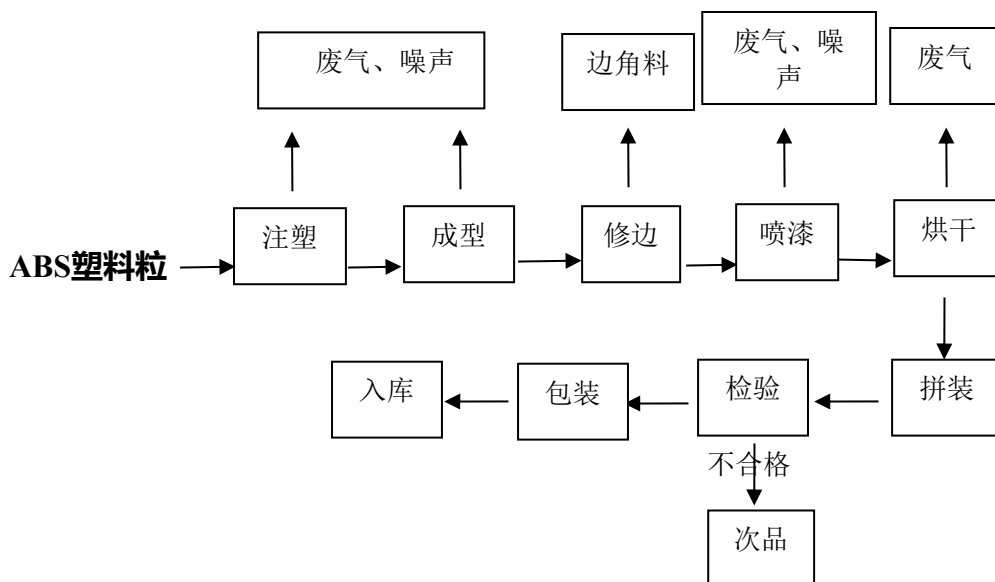 废气、噪声
边角料
废气、噪
声
废气
ABS塑料粒
注塑
成型
修边
喷漆
烘干
入库
包装
检验
拼装
不合格
次品